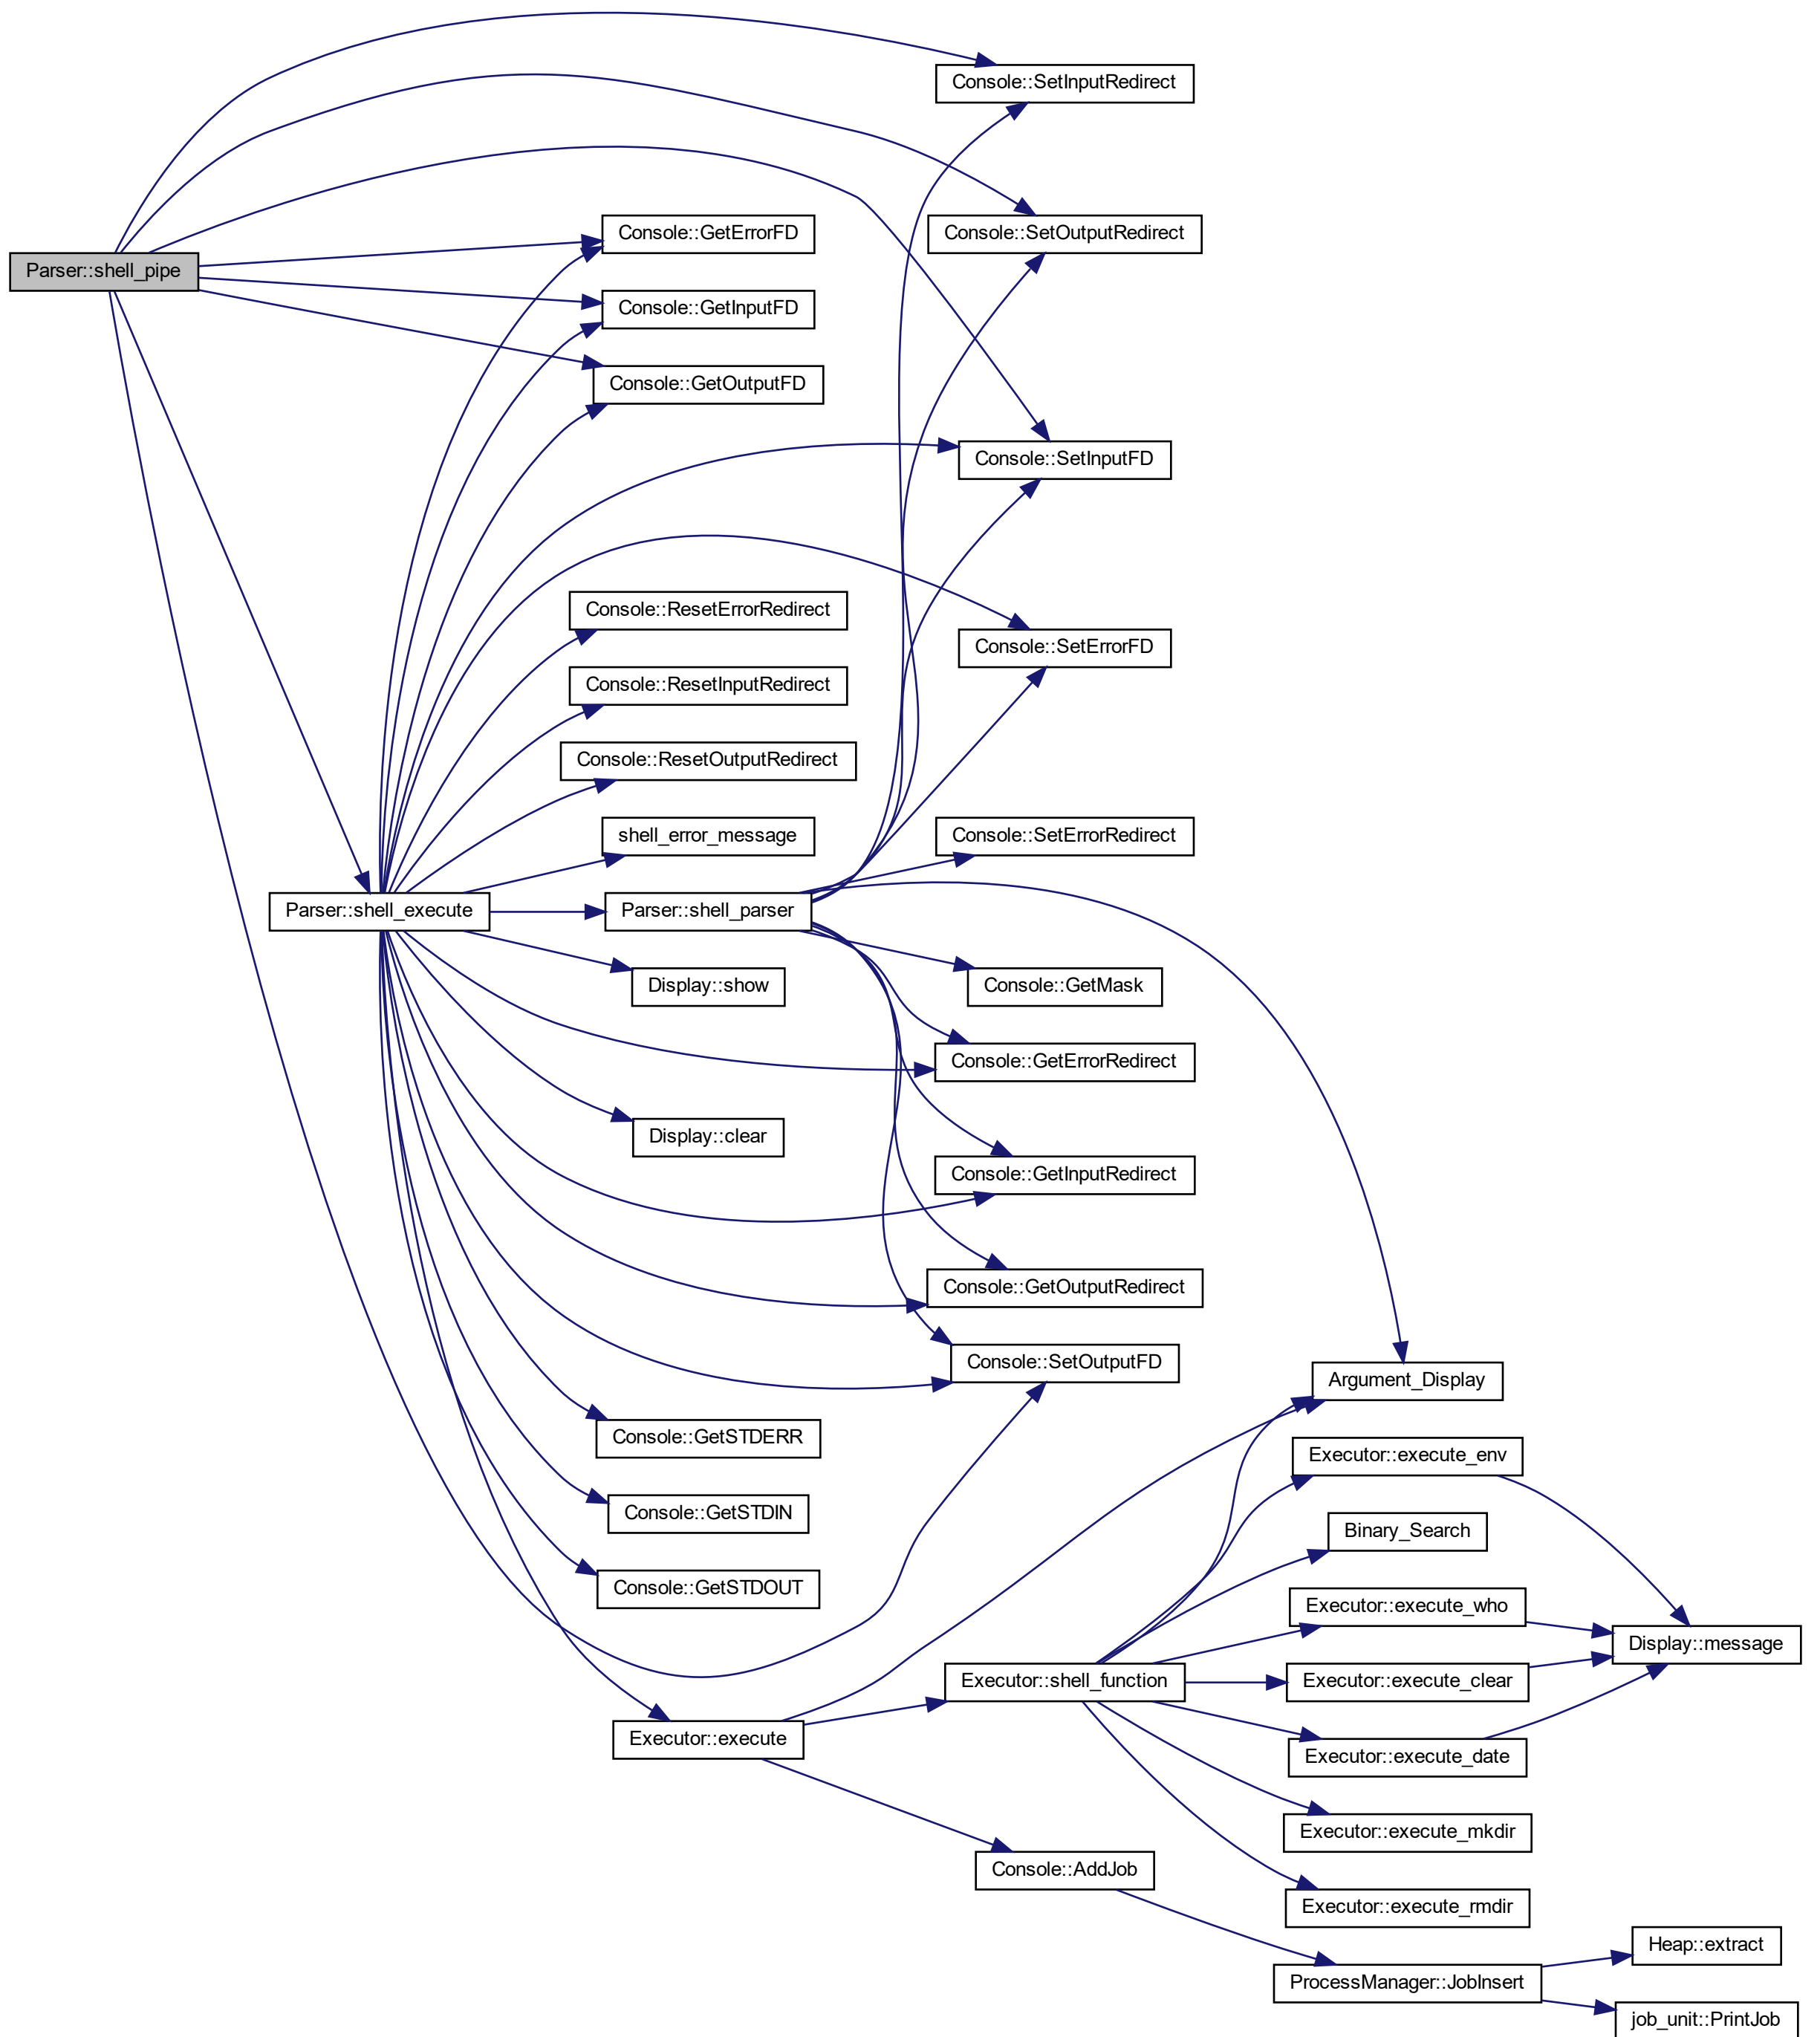 Console::SetInputRedirect
Console::SetOutputRedirect
Console::GetErrorFD
Parser::shell_pipe
Console::GetInputFD
Console::GetOutputFD
Console::SetInputFD
Console::ResetErrorRedirect
Console::SetErrorFD
Console::ResetInputRedirect
Console::ResetOutputRedirect
shell_error_message
Console::SetErrorRedirect
Parser::shell_execute
Parser::shell_parser
Display::show
Console::GetMask
Console::GetErrorRedirect
Display::clear
Console::GetInputRedirect
Console::GetOutputRedirect
Console::SetOutputFD
Argument_Display
Console::GetSTDERR
Executor::execute_env
Console::GetSTDIN
Binary_Search
Console::GetSTDOUT
Executor::execute_who
Display::message
Executor::shell_function
Executor::execute_clear
Executor::execute
Executor::execute_date
Executor::execute_mkdir
Console::AddJob
Executor::execute_rmdir
Heap::extract
ProcessManager::JobInsert
job_unit::PrintJob